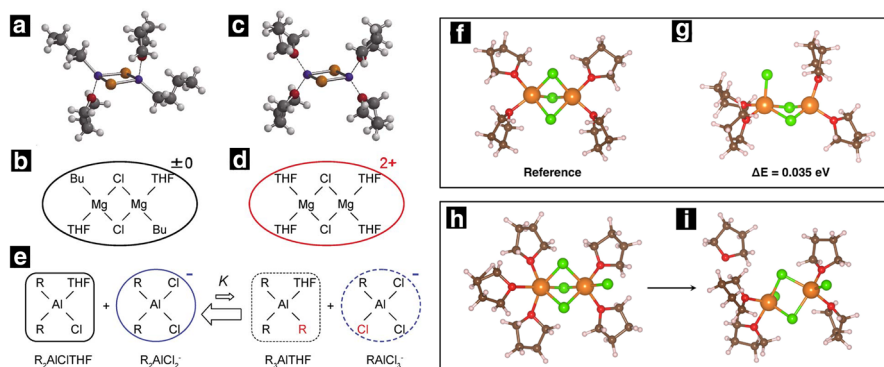 a
c
b
±0
Bu Cl THF
Mg Mg
THF Cl Bu
d
2+
THF Cl THF
Mg Mg
THF Cl THF
e
R THF
Al
R Cl
R₂AlClTHF
+
R Cl −
Al
R Cl
R₂AlCl₂⁻
K
R THF
Al
R R
R₃AlTHF
+
R Cl −
Al
Cl Cl
RAlCl₃⁻
f
Reference
g
ΔE = 0.035 eV
h
i